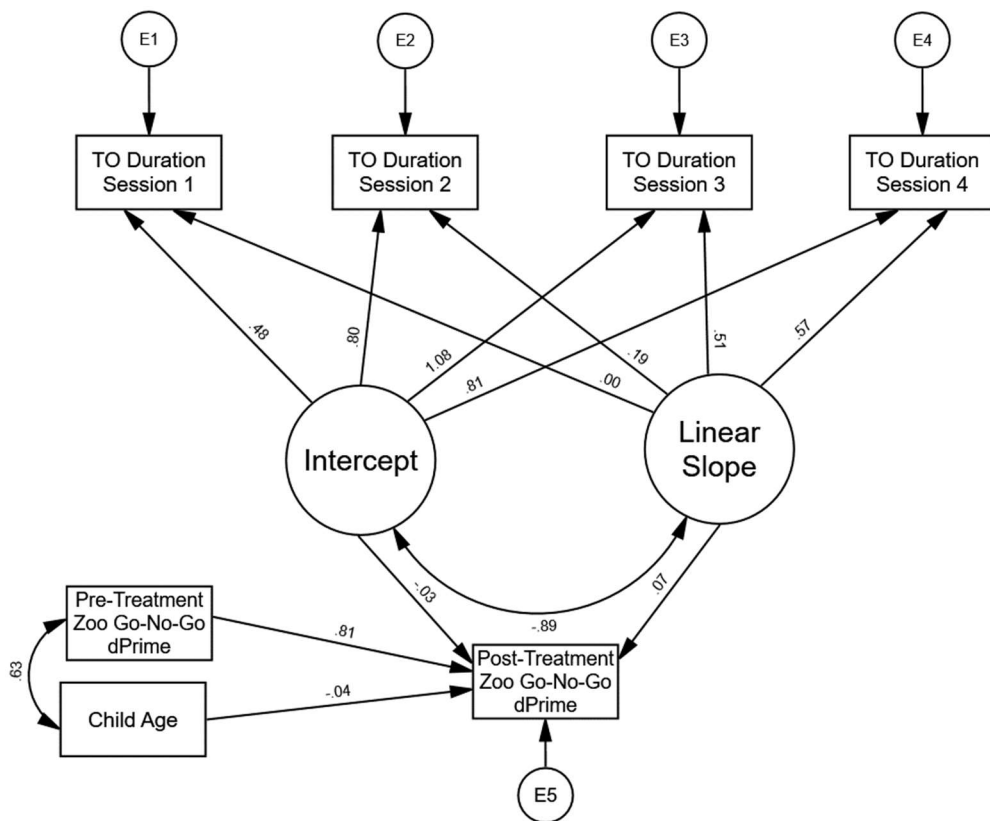 E1
E2
E3
E4
TO Duration
Session 1
TO Duration
Session 2
TO Duration
Session 3
TO Duration
Session 4
.48
.80
1.08
.81
.00
.19
.51
.57
Intercept
Linear
Slope
-.03
-.89
.07
Pre-Treatment
Zoo Go-No-Go
dPrime
.63
.81
Child Age
-.04
Post-Treatment
Zoo Go-No-Go
dPrime
E5